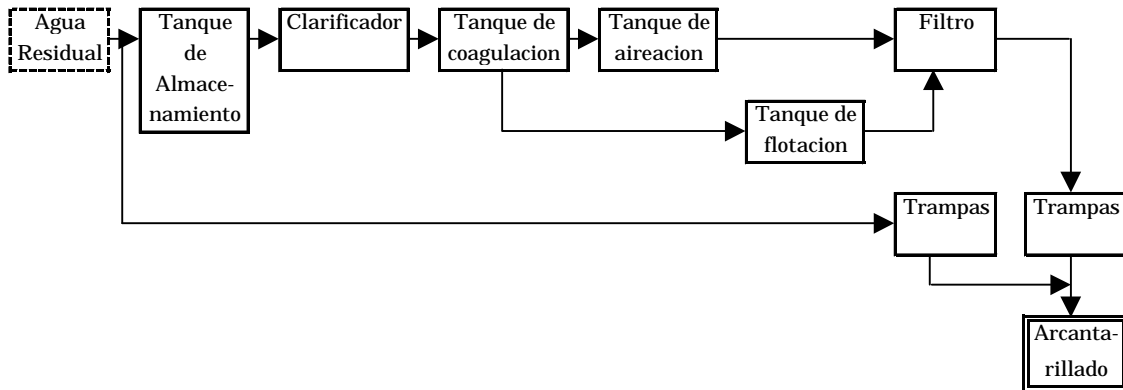 Agua
Residual
Tanque
de
Almace-
namiento
Clarificador
Tanque de
coagulacion
Tanque de
aireacion
Filtro
Tanque de
flotacion
Trampas
Trampas
Arcanta-
rillado